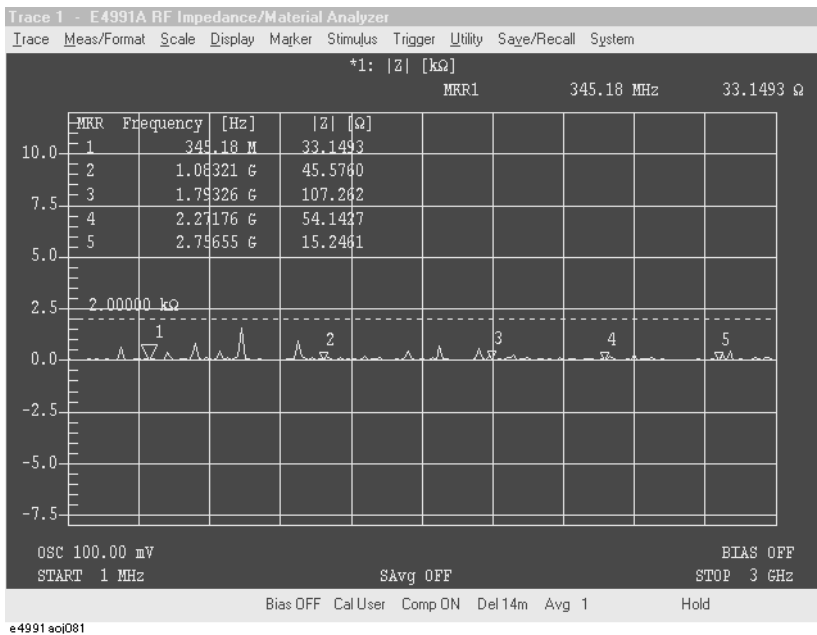 Trace 1 - E4991A RF Impedance/Material Analyzer
Trace Meas/Format Scale Display Marker Stimulus Trigger Utility Save/Recall System
*1: |Z| [kΩ]
MKR1 345.18 MHz 33.1493 Ω
MKR Frequency [Hz] |Z| [Ω]
1 345.18 M 33.1493
2 1.08321 G 45.5760
3 1.79326 G 107.262
4 2.27176 G 54.1427
5 2.75655 G 15.2461
10.0
7.5
5.0
2.5
2.00000 kΩ
1 2 3 4 5
0.0
-2.5
-5.0
-7.5
OSC 100.00 mV BIAS OFF
START 1 MHz SAvg OFF STOP 3 GHz
Bias OFF Cal User Comp ON Del 14m Avg 1 Hold
e4991aoj081